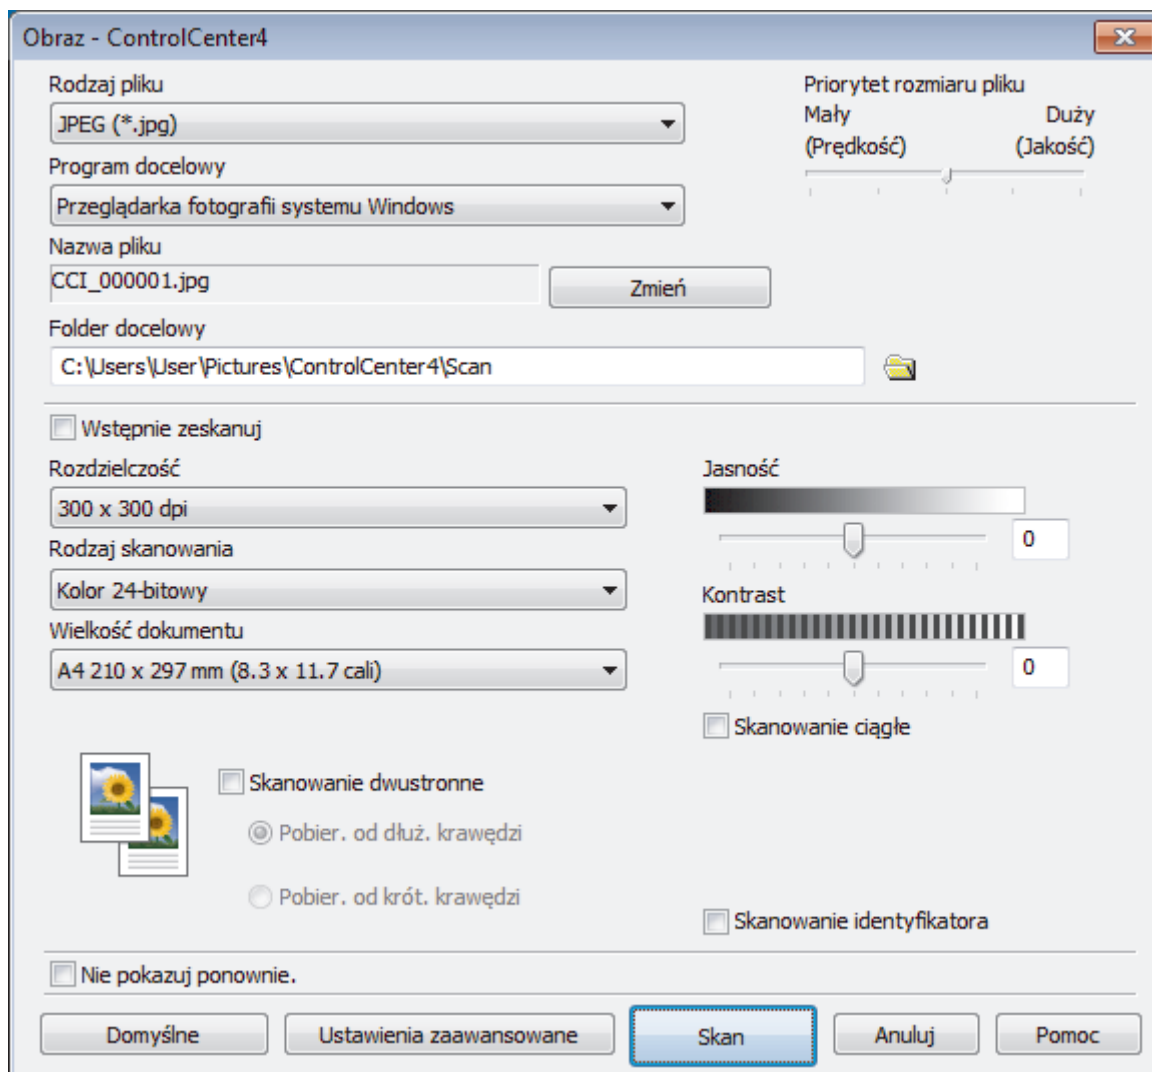 Obraz - ControlCenter4
Rodzaj pliku
JPEG (*.jpg)
Program docelowy
Przeglądarka fotografii systemu Windows
Nazwa pliku
CCI_000001.jpg
Zmień
Folder docelowy
C:\Users\User\Pictures\ControlCenter4\Scan
Priorytet rozmiaru pliku
Mały Duży
(Prędkość) (Jakość)
Wstępnie zeskanuj
Rozdzielczość
300 x 300 dpi
Rodzaj skanowania
Kolor 24-bitowy
Wielkość dokumentu
A4 210 x 297 mm (8.3 x 11.7 cali)
Jasność
0
Kontrast
0
Skanowanie ciągłe
Skanowanie dwustronne
Pobier. od dłuż. krawędzi
Pobier. od krót. krawędzi
Skanowanie identyfikatora
Nie pokazuj ponownie.
Domyślne Ustawienia zaawansowane Skan Anuluj Pomoc